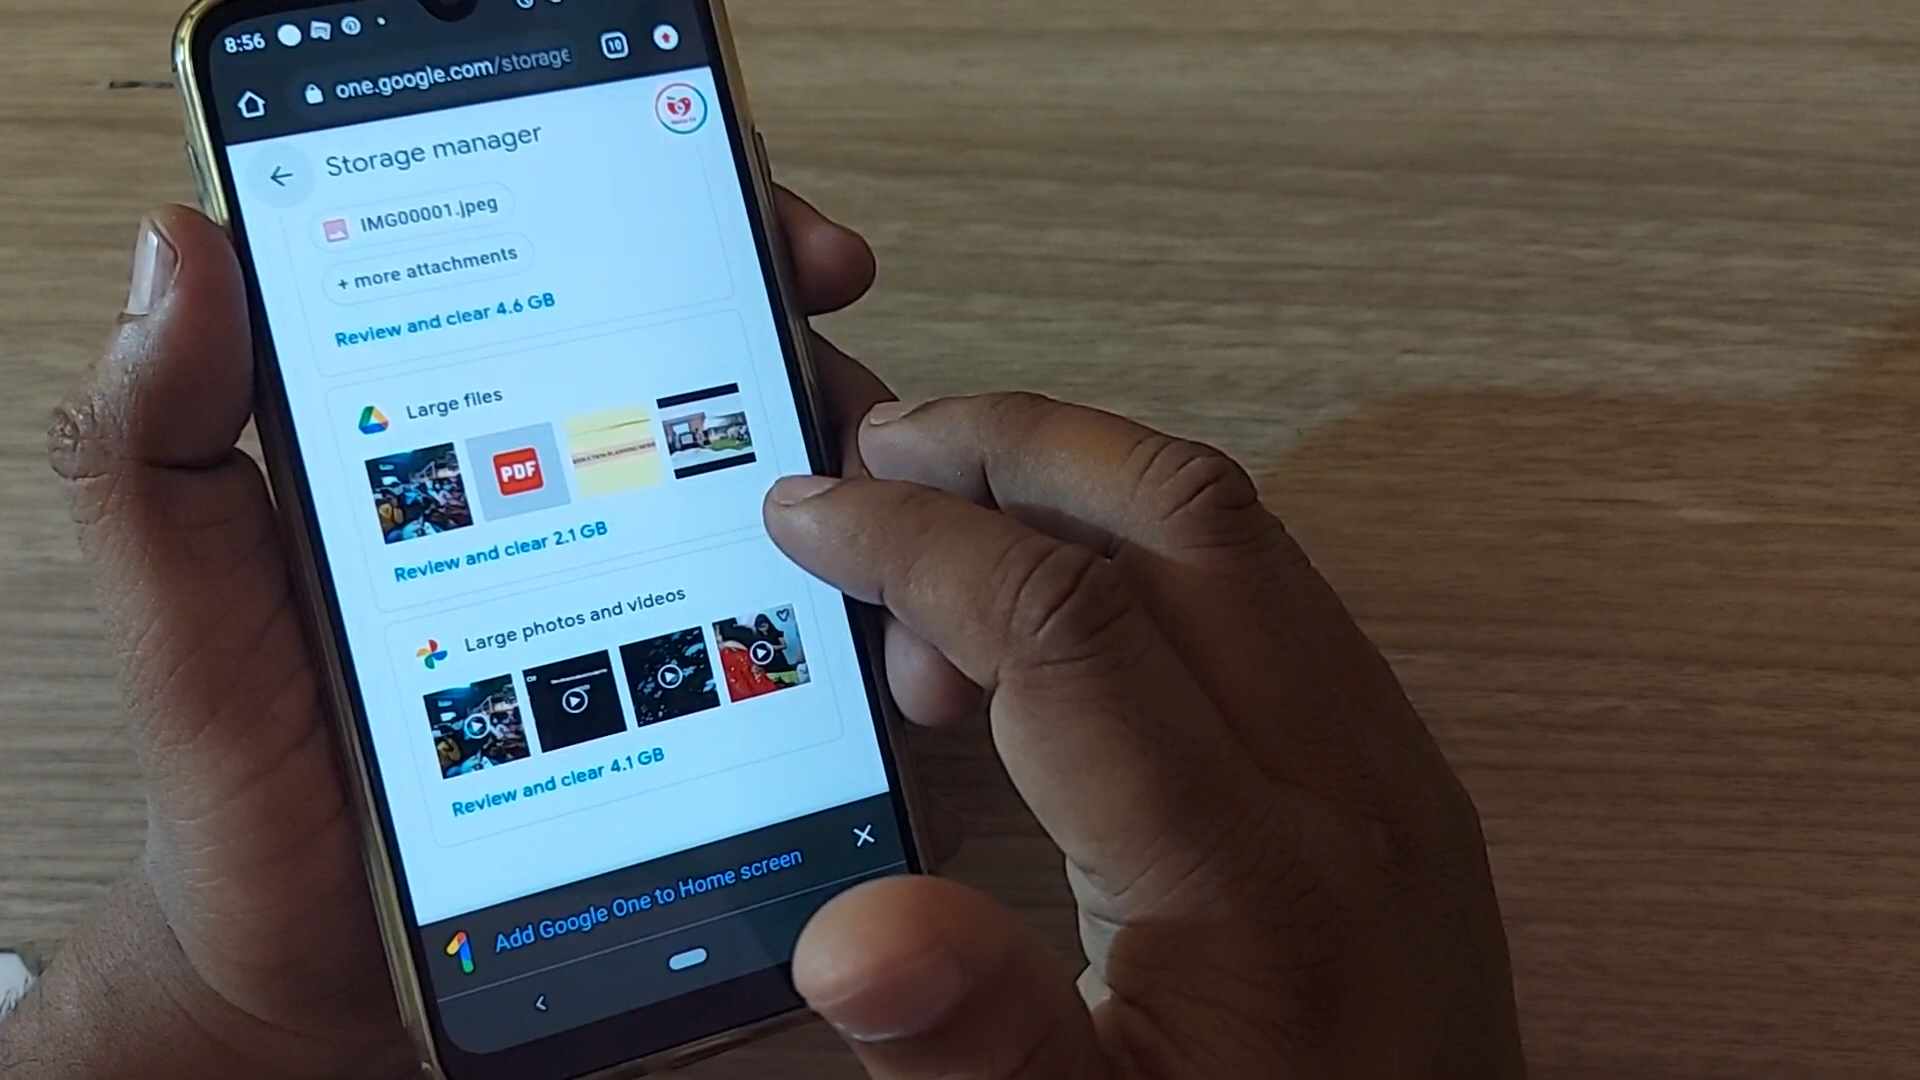 8:56
one.google.com/storage
10
Storage manager
IMG00001.jpeg
+ more attachments
Review and clear 4.6 GB
Large files
PDF
Review and clear 2.1 GB
Large photos and videos
Review and clear 4.1 GB
Add Google One to Home screen